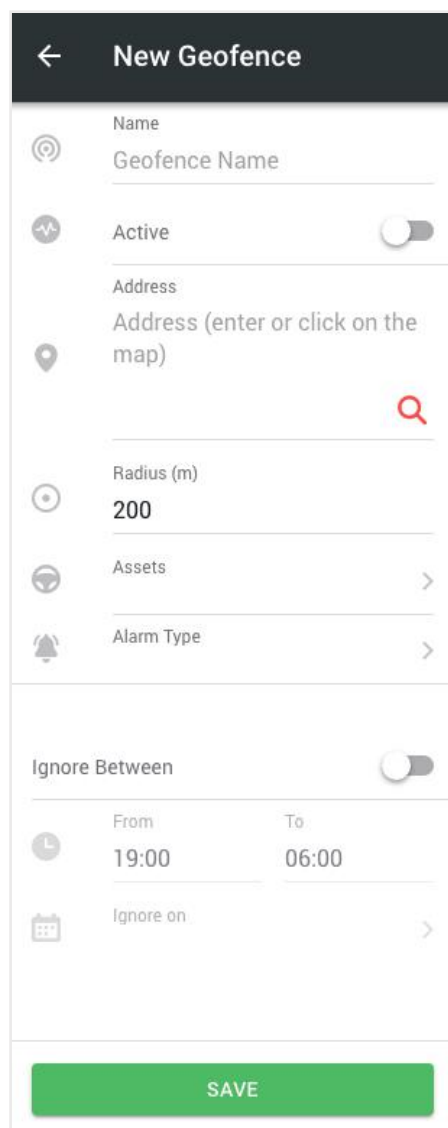 New Geofence
Name
Geofence Name
Active
Address
Address (enter or click on the
map)
Radius (m)
200
Assets
Alarm Type
Ignore Between
From To
19:00 06:00
Ignore on
SAVE